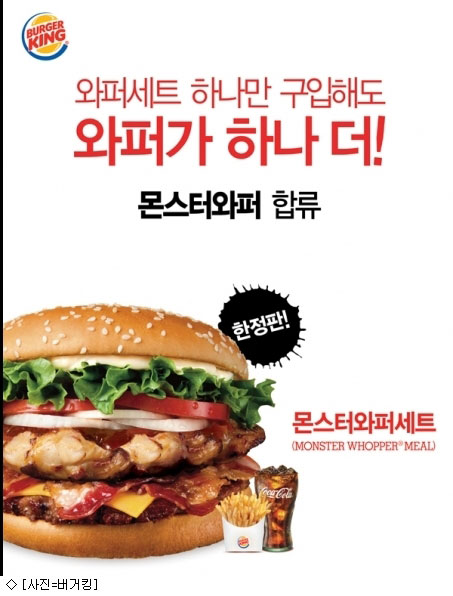 BURGER
KING
와퍼세트 하나만 구입해도
와퍼가 하나 더!
몬스터와퍼 합류
한정판!
몬스터와퍼세트
(MONSTER WHOPPER® MEAL)
Coca-Cola
◇ [사진=버거킹]